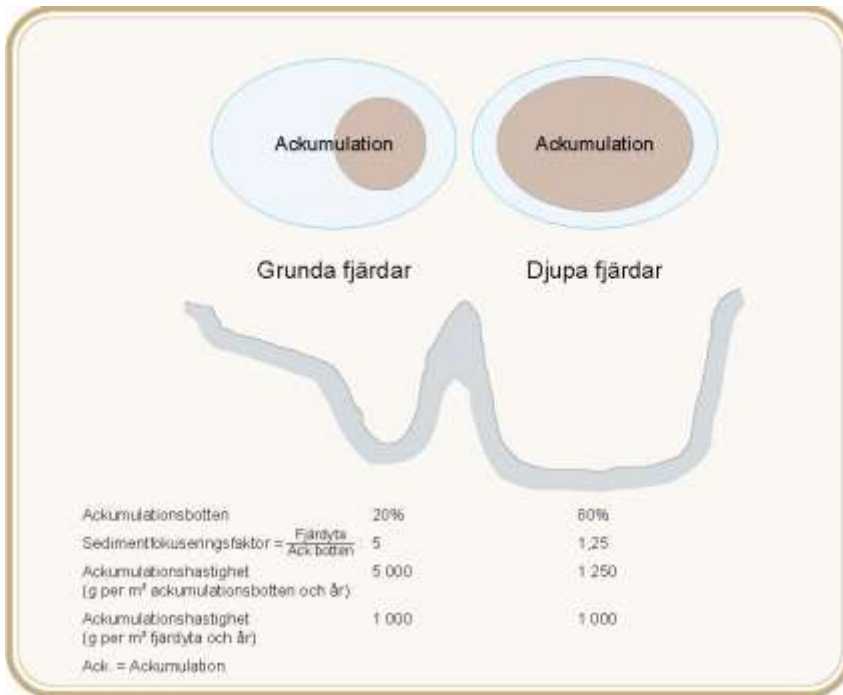 Ackumulation Ackumulation
Grunda fjärdar Djupa fjärdar
Ackumulationsbotten 20% 80%
Sedimentfokuseringsfaktor = Fjärdyta / Ack.botten : 5 1,25
Ackumulationshastighet 5 000 1 250
(g per m² ackumulationsbotten och år)
Ackumulationshastighet 1 000 1 000
(g per m² fjärdyta och år)
Ack. = Ackumulation